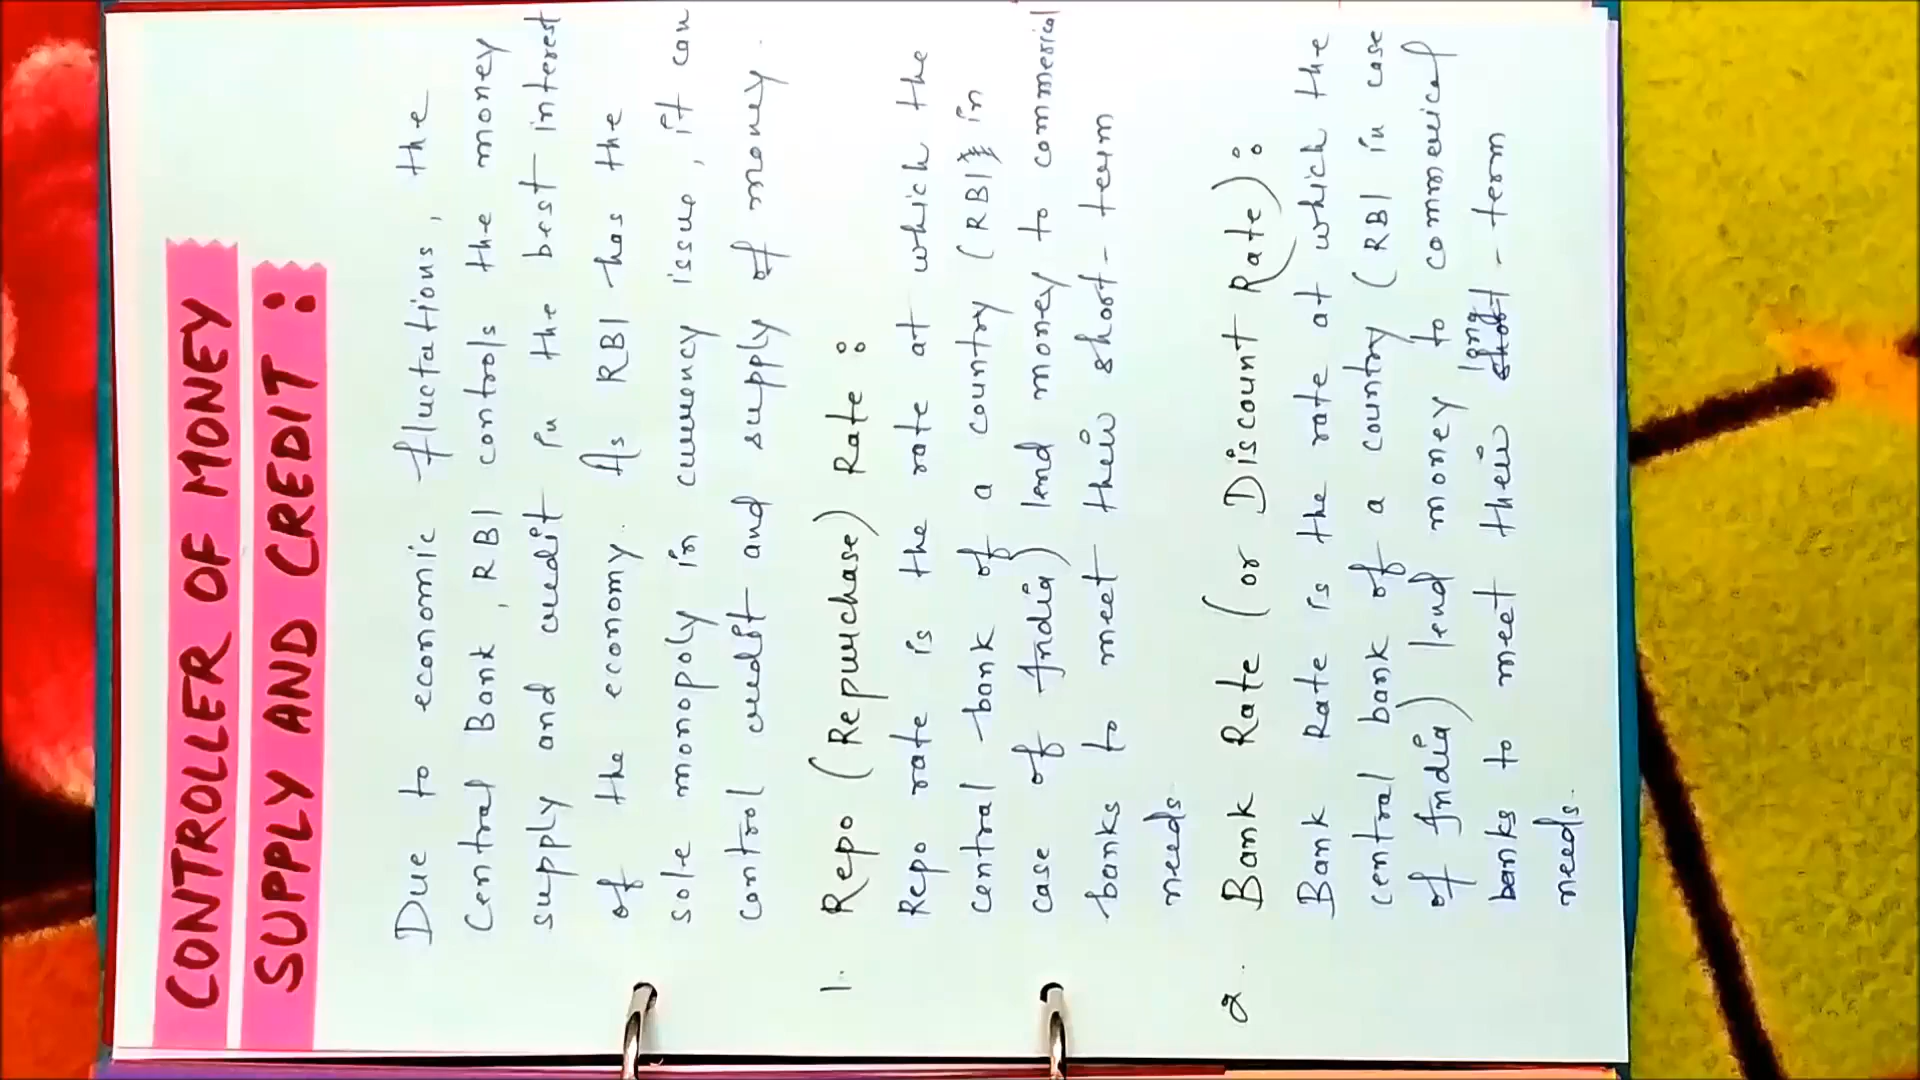 CONTROLLER OF MONEY
SUPPLY AND CREDIT :
Due to economic fluctations, the
Central Bank, RBI controls the money
supply and credit in the best interest
of the economy. As RBI has the
sole monopoly in currency issue, it can
control credit and supply of money.
1. Repo (Repurchase) Rate :
Repo rate is the rate at which the
central bank of a country (RBI in
case of India) lend money to commerical
banks to meet their short-term
needs.
2. Bank Rate (or Discount Rate) :
Bank Rate is the rate at which the
central bank of a country (RBI in case
of India) lend money to commerical
banks to meet their short long - term
needs.